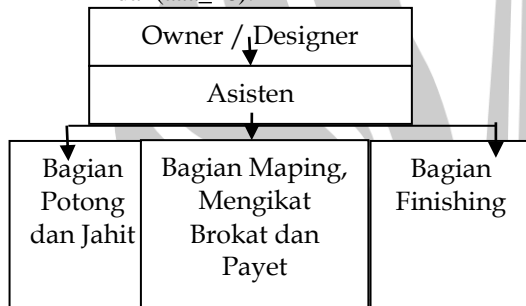 Owner / Designer
Asisten
Bagian
Potong
dan Jahit
Bagian Maping,
Mengikat
Brokat dan
Payet
Bagian
Finishing